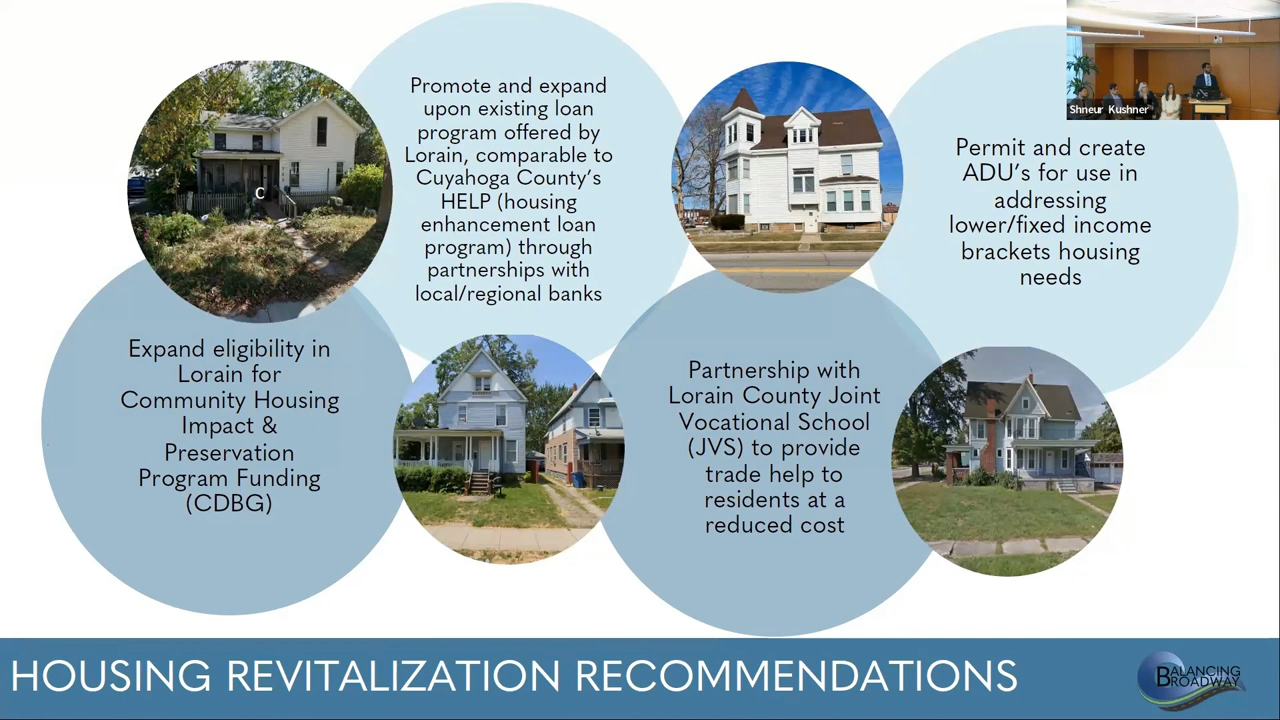 Promote and expand
upon existing loan
program offered by
Lorain, comparable to
Cuyahoga County's
HELP (housing
enhancement loan
program) through
partnerships with
local/regional banks
Shneur Kushner
Permit and create
ADU's for use in
addressing
lower/fixed income
brackets housing
needs
C
Expand eligibility in
Lorain for
Community Housing
Impact &
Preservation
Program Funding
(CDBG)
Partnership with
Lorain County Joint
Vocational School
(JVS) to provide
trade help to
residents at a
reduced cost
HOUSING REVITALIZATION RECOMMENDATIONS
BALANCING
BROADWAY